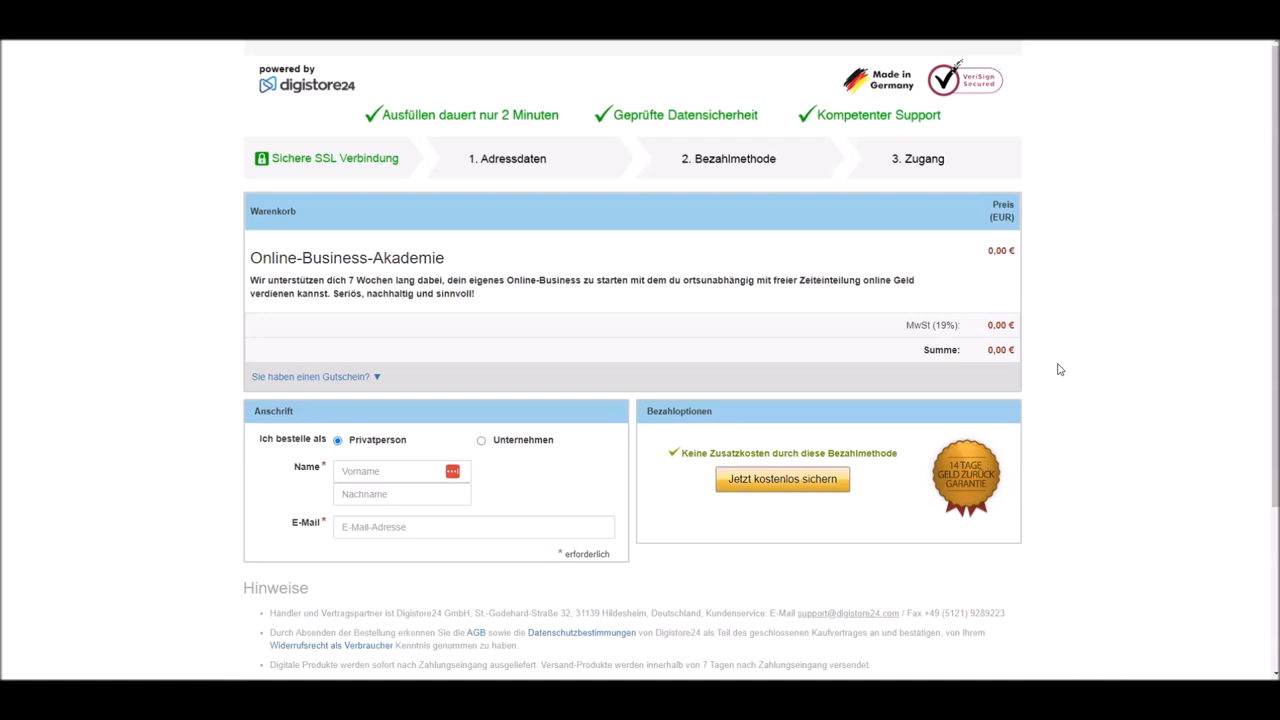 powered by
digistore24
Made in
Germany
VeriSign
Secured
Ausfüllen dauert nur 2 Minuten
Geprüfte Datensicherheit
Kompetenter Support
Sichere SSL Verbindung
1. Adressdaten
2. Bezahlmethode
3. Zugang
Warenkorb
Preis
(EUR)
Online-Business-Akademie
0,00 €
Wir unterstützen dich 7 Wochen lang dabei, dein eigenes Online-Business zu starten mit dem du ortsunabhängig mit freier Zeiteinteilung online Geld
verdienen kannst. Seriös, nachhaltig und sinnvoll!
MwSt (19%): 0,00 €
Summe: 0,00 €
Sie haben einen Gutschein? ▼
Anschrift
Ich bestelle als Privatperson Unternehmen
Name *
Vorname
Nachname
E-Mail * E-Mail-Adresse
* erforderlich
Bezahloptionen
Keine Zusatzkosten durch diese Bezahlmethode
Jetzt kostenlos sichern
14 TAGE
GELD ZURÜCK
GARANTIE
Hinweise
Händler und Vertragspartner ist Digistore24 GmbH, St.-Godehard-Straße 32, 31139 Hildesheim, Deutschland, Kundenservice: E-Mail support@digistore24.com / Fax +49 (5121) 9289223
Durch Absenden der Bestellung erkennen Sie die AGB sowie die Datenschutzbestimmungen von Digistore24 als Teil des geschlossenen Kaufvertrages an und bestätigen, von Ihrem
Widerrufsrecht als Verbraucher Kenntnis genommen zu haben.
Digitale Produkte werden sofort nach Zahlungseingang ausgeliefert. Versand-Produkte werden innerhalb von 7 Tagen nach Zahlungseingang versendet.